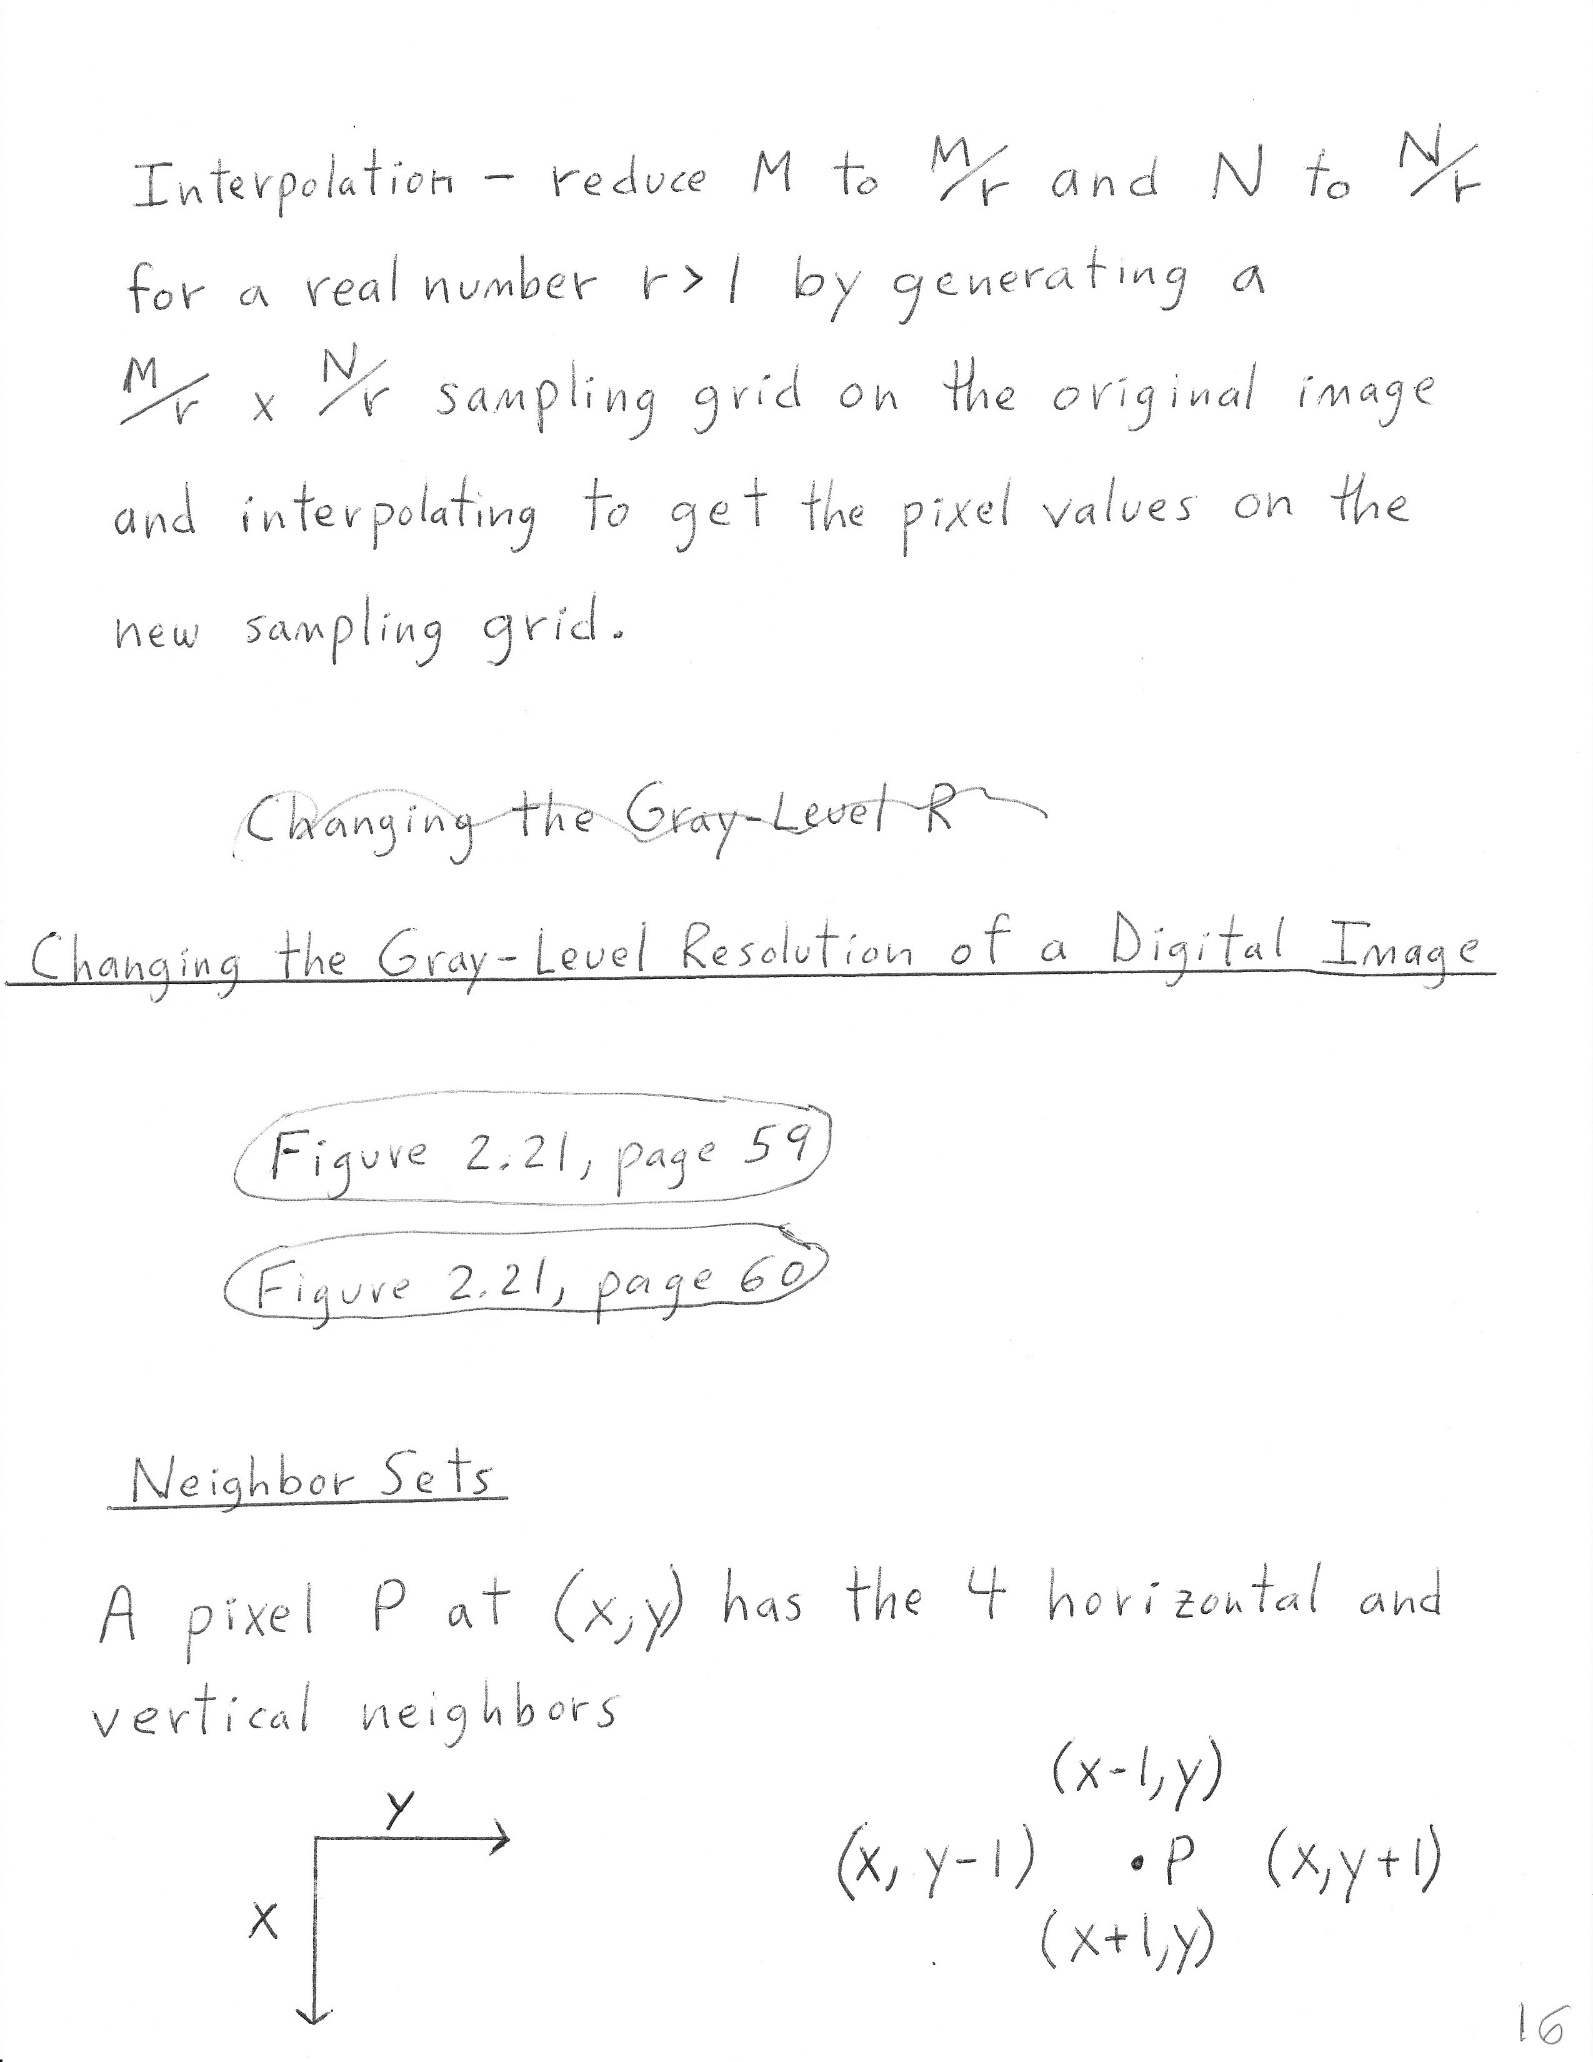 Interpolation - reduce M to M/r and N to N/r
for a real number r > 1 by generating a
M/r x N/r sampling grid on the original image
and interpolating to get the pixel values on the
new sampling grid.
Changing the Gray-Level R
Changing the Gray-Level Resolution of a Digital Image
Figure 2.21, page 59
Figure 2.21, page 60
Neighbor Sets
A pixel P at (x,y) has the 4 horizontal and
vertical neighbors
(x-1,y)
y
(x, y-1) • P (x,y+1)
x
(x+1,y)
16